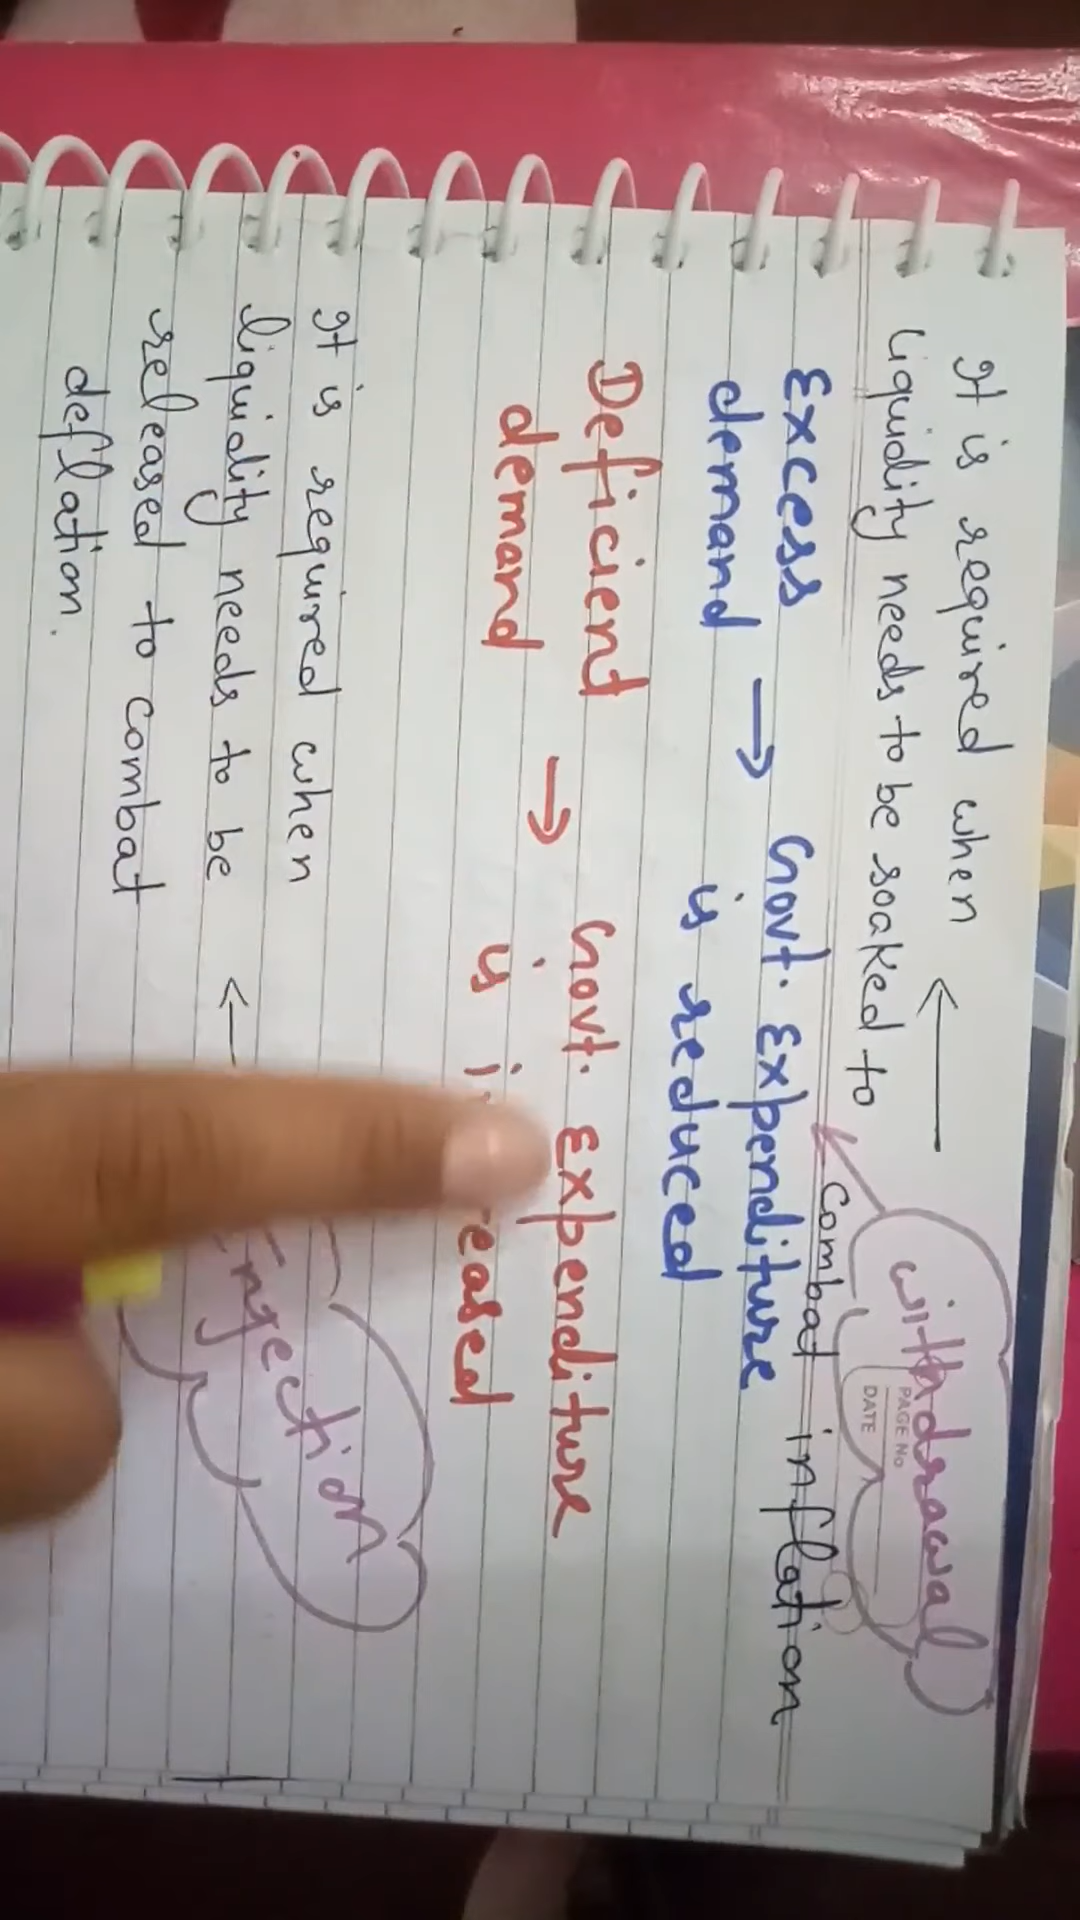 withdrawal
PAGE No
DATE
It is required when ←
Liquidity needs to be soaked to
Combat inflation
Excess Govt. Expenditure
demand → is reduced
Deficient Govt. Expenditure
demand → is i reased
It is required when
liquidity needs to be ←
released to combat
deflation.
Injection